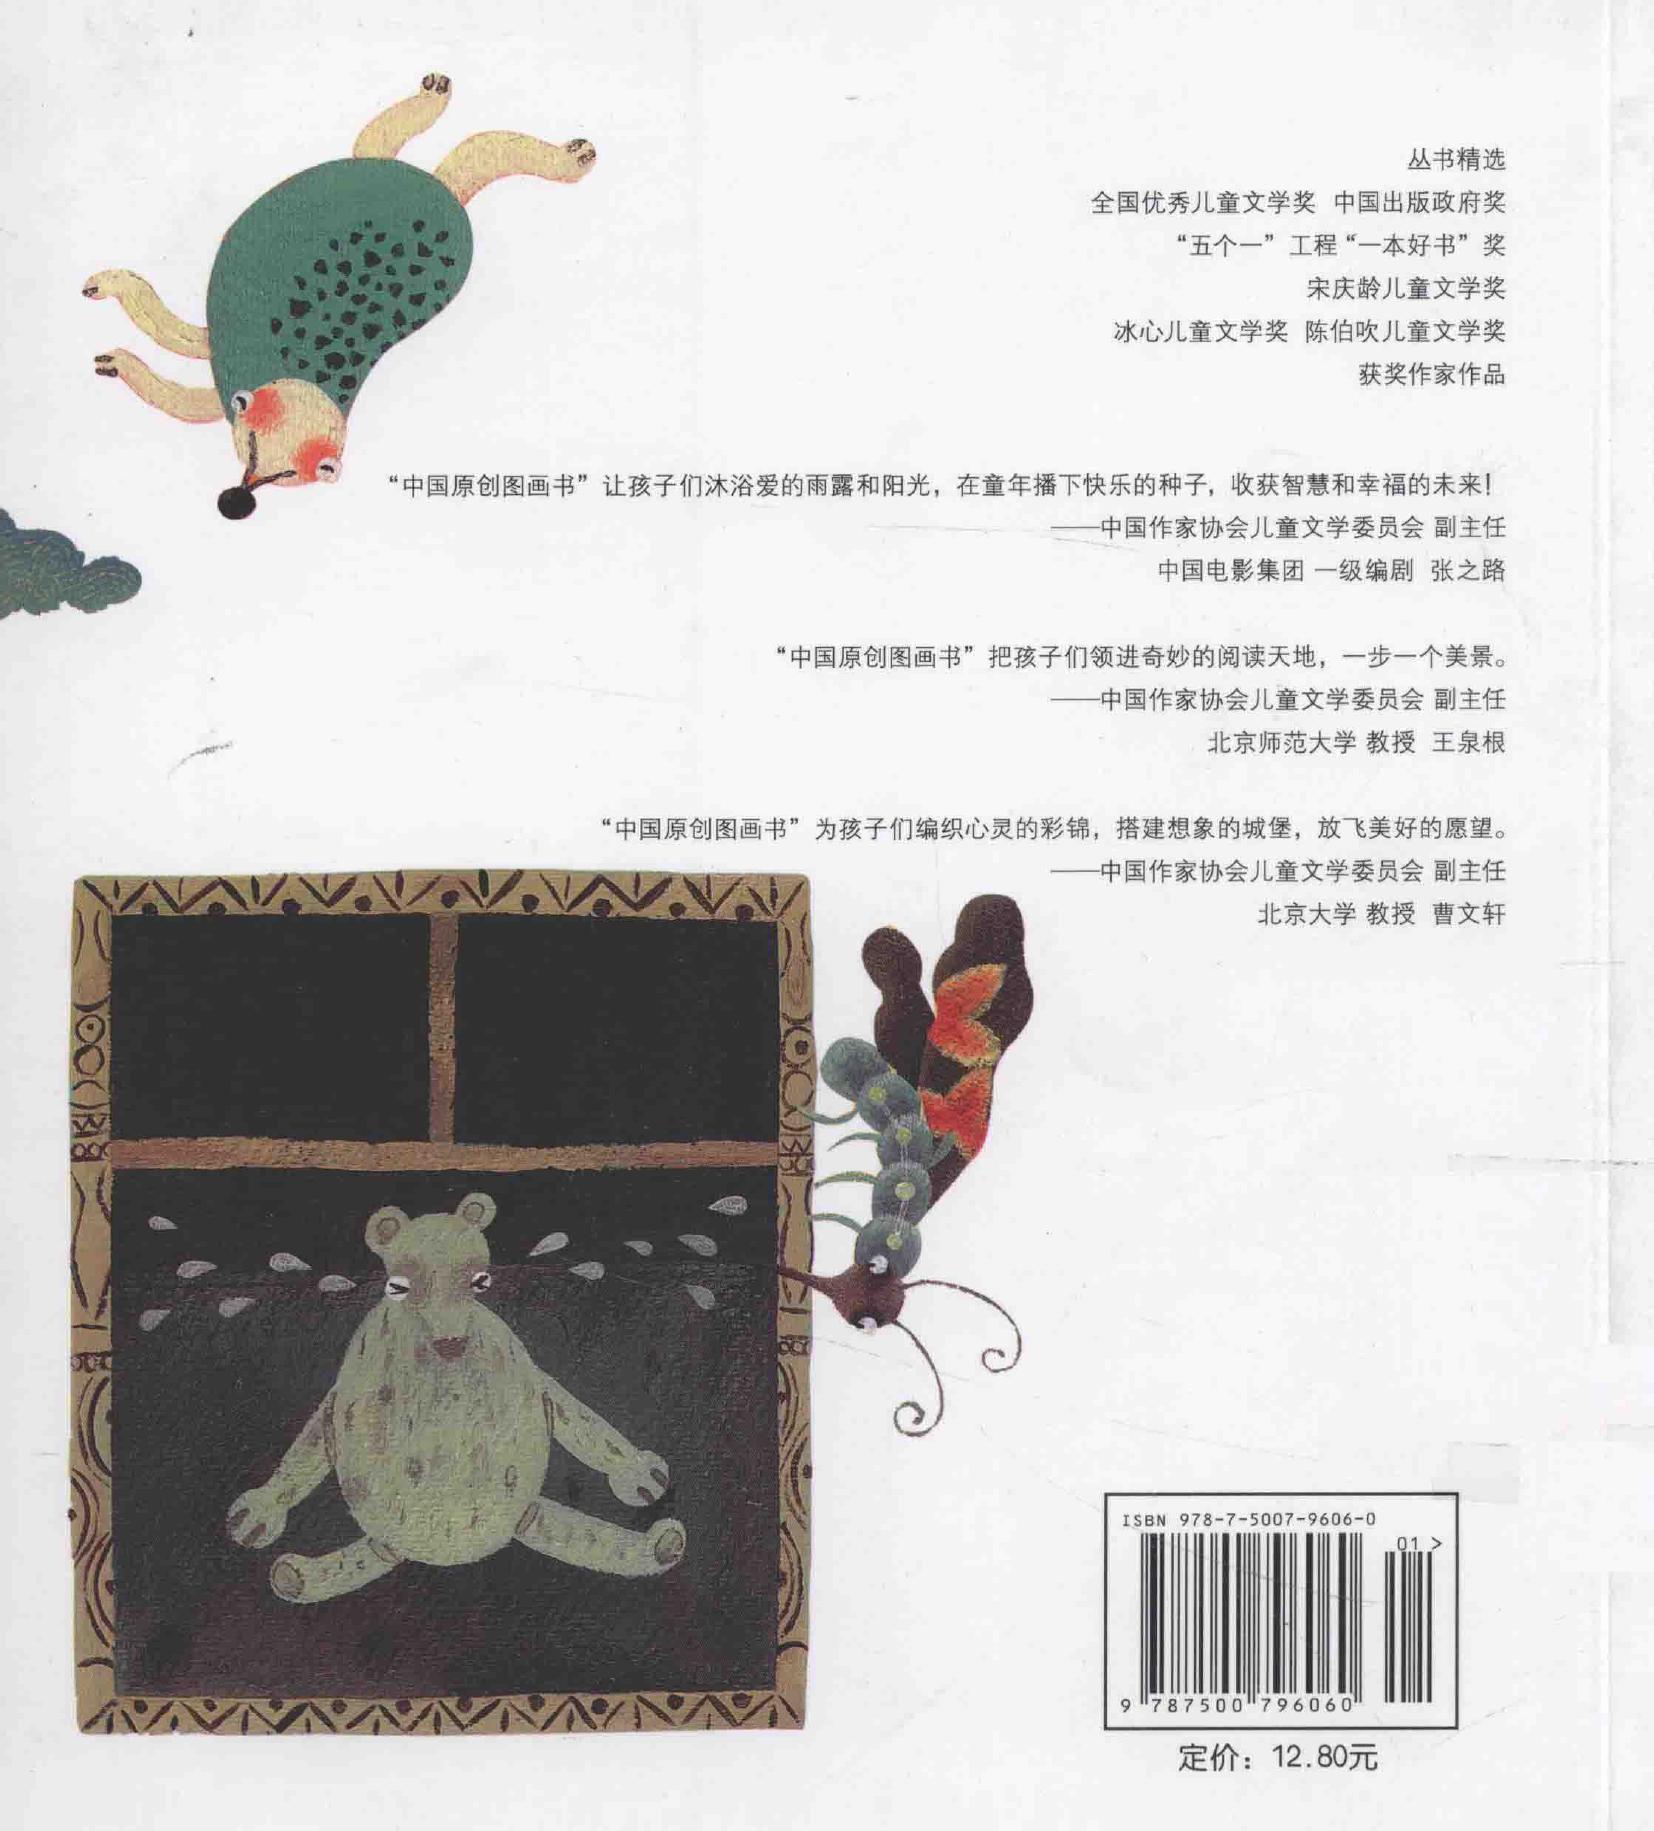 丛书精选
全国优秀儿童文学奖 中国出版政府奖
“五个一”工程“一本好书”奖
宋庆龄儿童文学奖
冰心儿童文学奖 陈伯吹儿童文学奖
获奖作家作品
“中国原创图画书”让孩子们沐浴爱的雨露和阳光，在童年播下快乐的种子，收获智慧和幸福的未来！
——中国作家协会儿童文学委员会 副主任
中国电影集团 一级编剧 张之路
“中国原创图画书”把孩子们领进奇妙的阅读天地，一步一个美景。
——中国作家协会儿童文学委员会 副主任
北京师范大学 教授 王泉根
“中国原创图画书”为孩子们编织心灵的彩锦，搭建想象的城堡，放飞美好的愿望。
——中国作家协会儿童文学委员会 副主任
北京大学 教授 曹文轩
ISBN 978-7-5007-9606-0
01 >
9 787500 796060
定价：12.80元